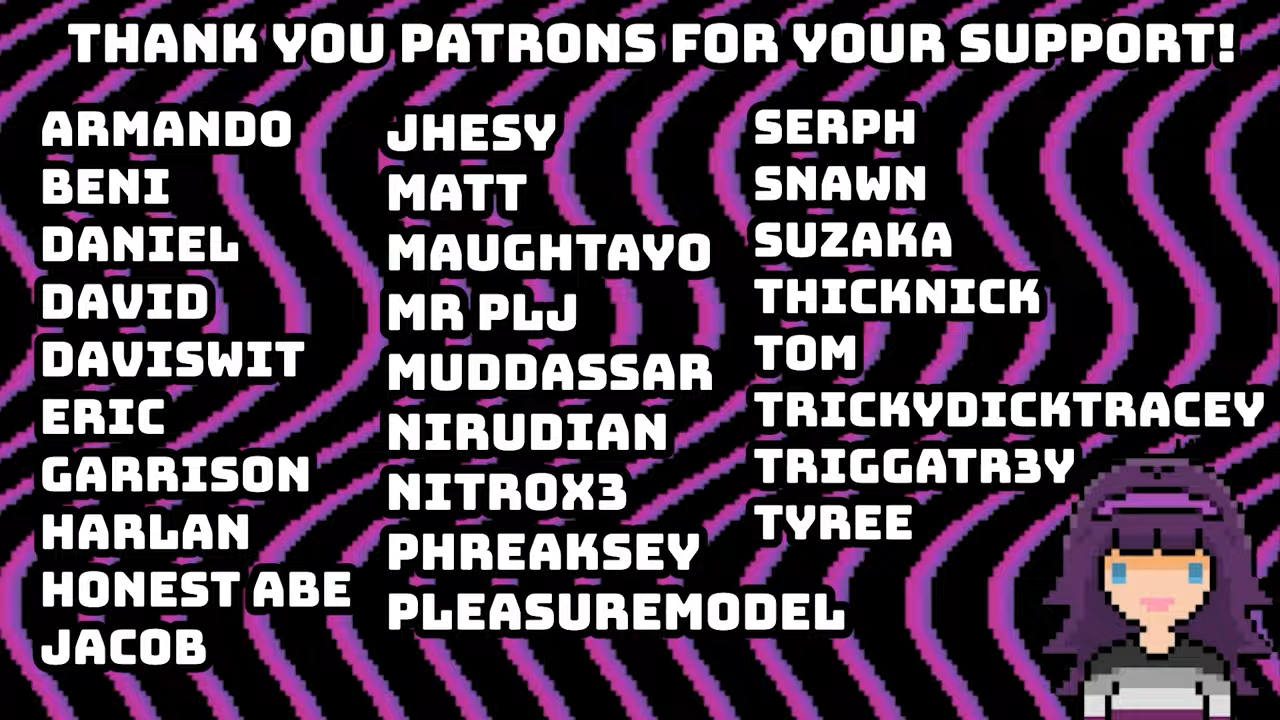 THANK YOU PATRONS FOR YOUR SUPPORT!
ARMANDO
BENI
DANIEL
DAVID
DAVISWIT
ERIC
GARRISON
HARLAN
HONEST ABE
JACOB
JHESY
MATT
MAUGHTAYO
MR PLJ
MUDDASSAR
NIRUDIAN
NITROX3
PHREAKSEY
PLEASUREMODEL
SERPH
SNAWN
SUZAKA
THICKNICK
TOM
TRICKYDICKTRACEY
TRIGGATR3Y
TYREE